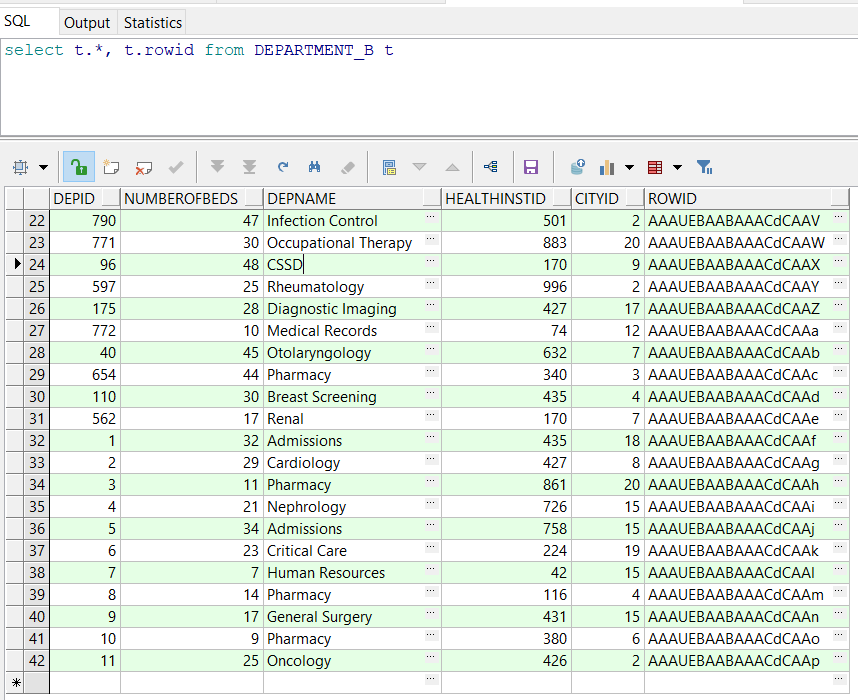 SQL Output Statistics
select t.*, t.rowid from DEPARTMENT_B t
DEPID NUMBEROFBEDS DEPNAME HEALTHINSTID CITYID ROWID
22 790 47 Infection Control ... 501 2 AAAUEBAABAAACdCAAV ...
23 771 30 Occupational Therapy ... 883 20 AAAUEBAABAAACdCAAW ...
24 96 48 CSSD ... 170 9 AAAUEBAABAAACdCAAX ...
25 597 25 Rheumatology ... 996 2 AAAUEBAABAAACdCAAY ...
26 175 28 Diagnostic Imaging ... 427 17 AAAUEBAABAAACdCAAZ ...
27 772 10 Medical Records ... 74 12 AAAUEBAABAAACdCAAa ...
28 40 45 Otolaryngology ... 632 7 AAAUEBAABAAACdCAAb ...
29 654 44 Pharmacy ... 340 3 AAAUEBAABAAACdCAAc ...
30 110 30 Breast Screening ... 435 4 AAAUEBAABAAACdCAAd ...
31 562 17 Renal ... 170 7 AAAUEBAABAAACdCAAe ...
32 1 32 Admissions ... 435 18 AAAUEBAABAAACdCAAf ...
33 2 29 Cardiology ... 427 8 AAAUEBAABAAACdCAAg ...
34 3 11 Pharmacy ... 861 20 AAAUEBAABAAACdCAAh ...
35 4 21 Nephrology ... 726 15 AAAUEBAABAAACdCAAi ...
36 5 34 Admissions ... 758 15 AAAUEBAABAAACdCAAj ...
37 6 23 Critical Care ... 224 19 AAAUEBAABAAACdCAAk ...
38 7 7 Human Resources ... 42 15 AAAUEBAABAAACdCAAl ...
39 8 14 Pharmacy ... 116 4 AAAUEBAABAAACdCAAm ...
40 9 17 General Surgery ... 431 15 AAAUEBAABAAACdCAAn ...
41 10 9 Pharmacy ... 380 6 AAAUEBAABAAACdCAAo ...
42 11 25 Oncology ... 426 2 AAAUEBAABAAACdCAAp ...
* ... ...